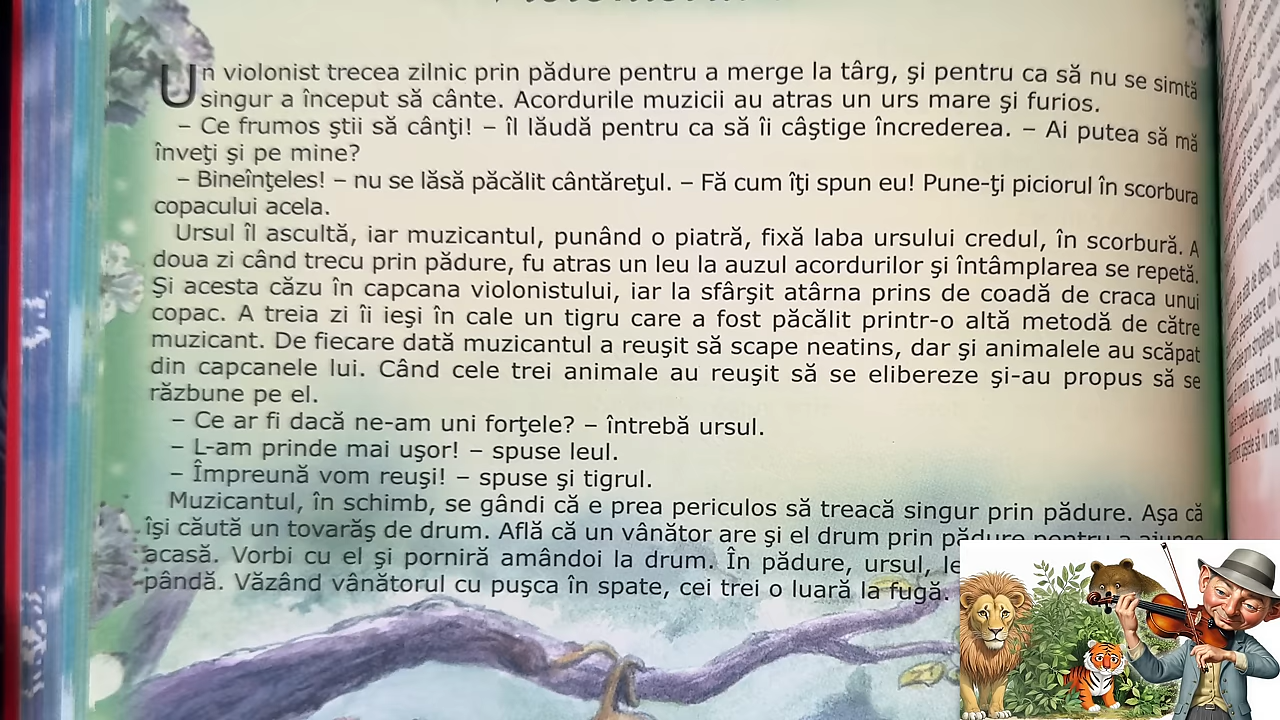 Un violonist trecea zilnic prin pădure pentru a merge la târg, şi pentru ca să nu se simtă
singur a început să cânte. Acordurile muzicii au atras un urs mare şi furios.
– Ce frumos ştii să cânţi! – îl lăudă pentru ca să îi câştige încrederea. – Ai putea să mă
înveţi şi pe mine?
– Bineînţeles! – nu se lăsă păcălit cântăreţul. – Fă cum îţi spun eu! Pune-ţi piciorul în scorbura
copacului acela.
Ursul îl ascultă, iar muzicantul, punând o piatră, fixă laba ursului credul, în scorbură. A
doua zi când trecu prin pădure, fu atras un leu la auzul acordurilor şi întâmplarea se repetă.
Şi acesta căzu în capcana violonistului, iar la sfârşit atârna prins de coadă de craca unui
copac. A treia zi îi ieşi în cale un tigru care a fost păcălit printr-o altă metodă de către
muzicant. De fiecare dată muzicantul a reuşit să scape neatins, dar şi animalele au scăpat
din capcanele lui. Când cele trei animale au reuşit să se elibereze şi-au propus să se
răzbune pe el.
– Ce ar fi dacă ne-am uni forţele? – întrebă ursul.
– L-am prinde mai uşor! – spuse leul.
– Împreună vom reuşi! – spuse şi tigrul.
Muzicantul, în schimb, se gândi că e prea periculos să treacă singur prin pădure. Aşa că
îşi căută un tovarăş de drum. Află că un vânător are şi el drum prin pădure pentru a ajunge
acasă. Vorbi cu el şi porniră amândoi la drum. În pădure, ursul,
pândă. Văzând vânătorul cu puşca în spate, cei trei o luară la fugă.